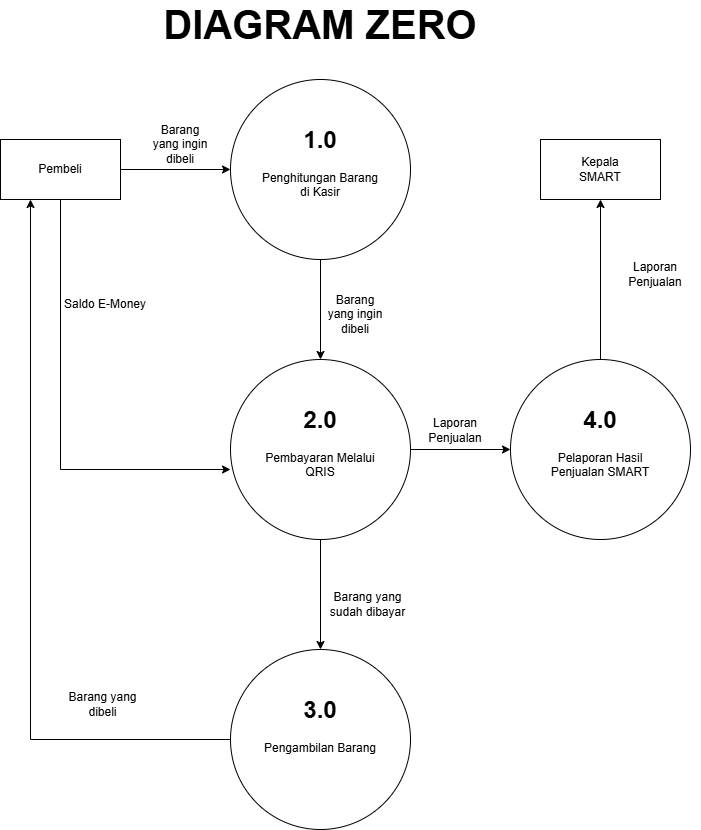 DIAGRAM ZERO
Pembeli
Barang
yang ingin
dibeli
1.0
Penghitungan Barang
di Kasir
Kepala
SMART
Saldo E-Money
Barang
yang ingin
dibeli
Laporan
Penjualan
2.0
Pembayaran Melalui
QRIS
Laporan
Penjualan
4.0
Pelaporan Hasil
Penjualan SMART
Barang yang
sudah dibayar
Barang yang
dibeli
3.0
Pengambilan Barang